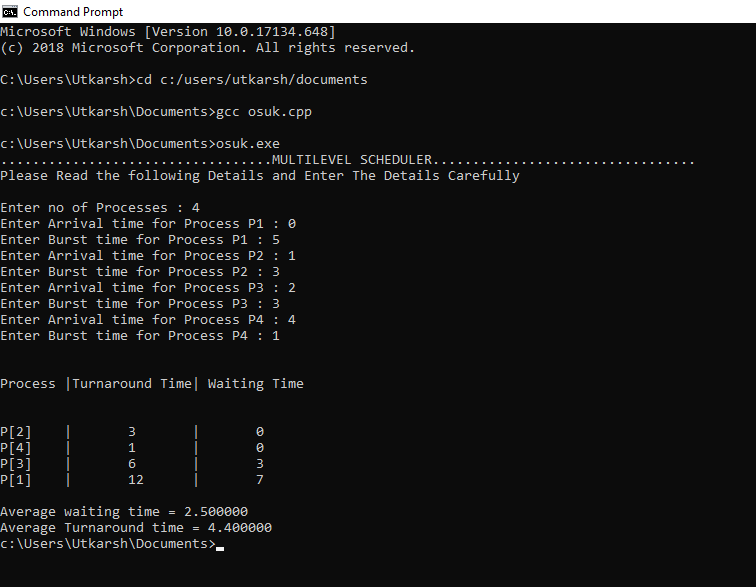 Command Prompt
Microsoft Windows [Version 10.0.17134.648]
(c) 2018 Microsoft Corporation. All rights reserved.
C:\Users\Utkarsh>cd c:/users/utkarsh/documents
c:\Users\Utkarsh\Documents>gcc osuk.cpp
c:\Users\Utkarsh\Documents>osuk.exe
..................................MULTILEVEL SCHEDULER.................................
Please Read the following Details and Enter The Details Carefully
Enter no of Processes : 4
Enter Arrival time for Process P1 : 0
Enter Burst time for Process P1 : 5
Enter Arrival time for Process P2 : 1
Enter Burst time for Process P2 : 3
Enter Arrival time for Process P3 : 2
Enter Burst time for Process P3 : 3
Enter Arrival time for Process P4 : 4
Enter Burst time for Process P4 : 1
Process |Turnaround Time| Waiting Time
P[2]    |       3       |       0
P[4]    |       1       |       0
P[3]    |       6       |       3
P[1]    |       12      |       7
Average waiting time = 2.500000
Average Turnaround time = 4.400000
c:\Users\Utkarsh\Documents>